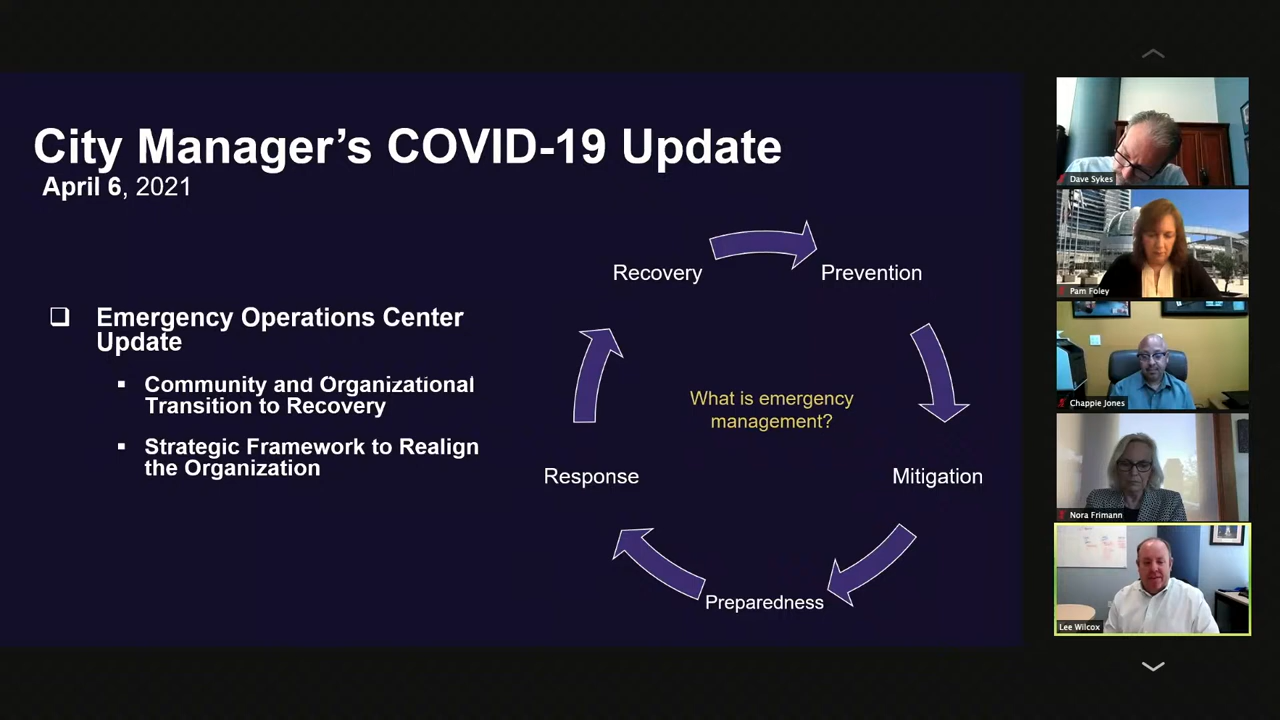 City Manager's COVID-19 Update
April 6, 2021
Emergency Operations Center
Update
Community and Organizational
Transition to Recovery
Strategic Framework to Realign
the Organization
Recovery
Prevention
What is emergency
management?
Response
Mitigation
Preparedness
Dave Sykes
Pam Foley
Chappie Jones
Nora Frimann
Lee Wilcox